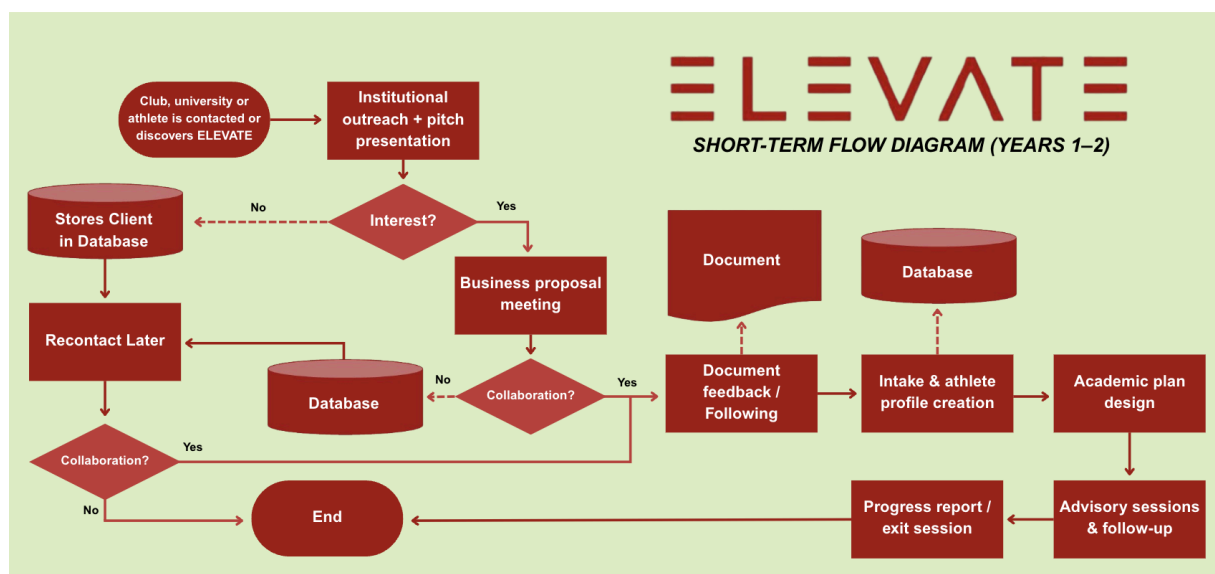 ELEVATE
SHORT-TERM FLOW DIAGRAM (YEARS 1–2)
Club, university or
athlete is contacted or
discovers ELEVATE
Institutional
outreach + pitch
presentation
Interest?
No
Yes
Stores Client
in Database
Business proposal
meeting
Recontact Later
Database
No
Collaboration?
Yes
Document
Database
Document
feedback /
Following
Intake & athlete
profile creation
Academic plan
design
Collaboration?
Yes
No
End
Progress report /
exit session
Advisory sessions
& follow-up